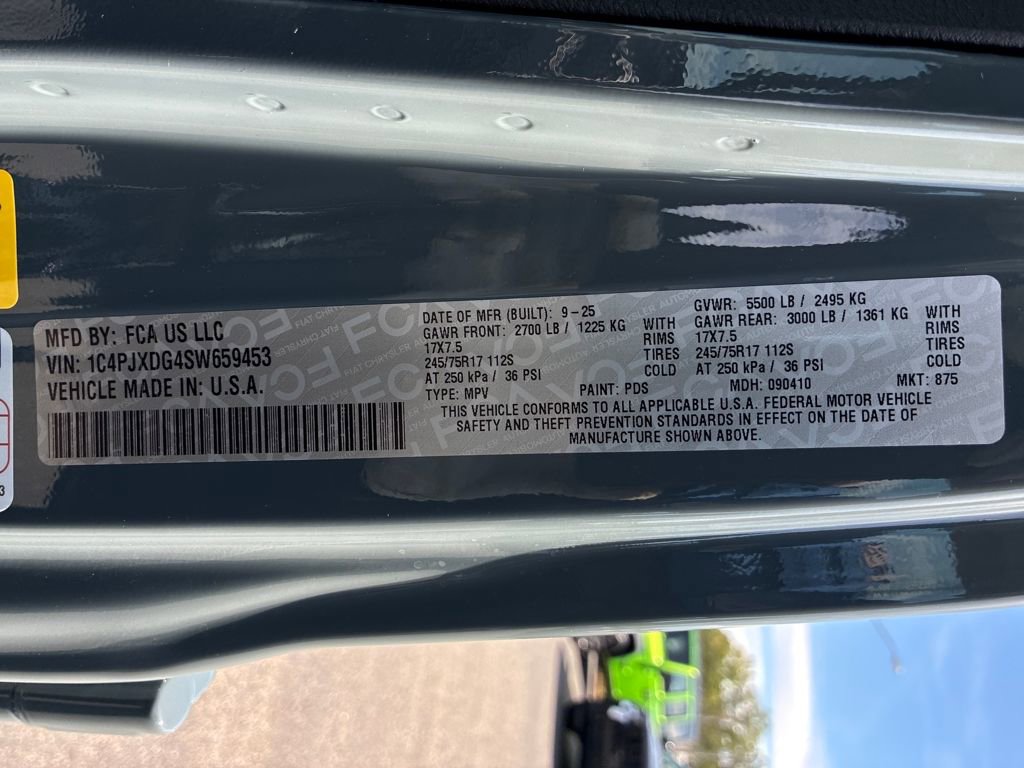 MFD BY: FCA US LLC
VIN: 1C4PJXDG4SW659453
VEHICLE MADE IN: U.S.A.
DATE OF MFR (BUILT): 9-25
GAWR FRONT: 2700 LB / 1225 KG
17X7.5
245/75R17 112S
AT 250 kPa / 36 PSI
WITH
RIMS
TIRES
COLD
GVWR: 5500 LB / 2495 KG
GAWR REAR: 3000 LB / 1361 KG
17X7.5
245/75R17 112S
AT 250 kPa / 36 PSI
WITH
RIMS
TIRES
COLD
TYPE: MPV PAINT: PDS MDH: 090410 MKT: 875
THIS VEHICLE CONFORMS TO ALL APPLICABLE U.S.A. FEDERAL MOTOR VEHICLE
SAFETY AND THEFT PREVENTION STANDARDS IN EFFECT ON THE DATE OF
MANUFACTURE SHOWN ABOVE.